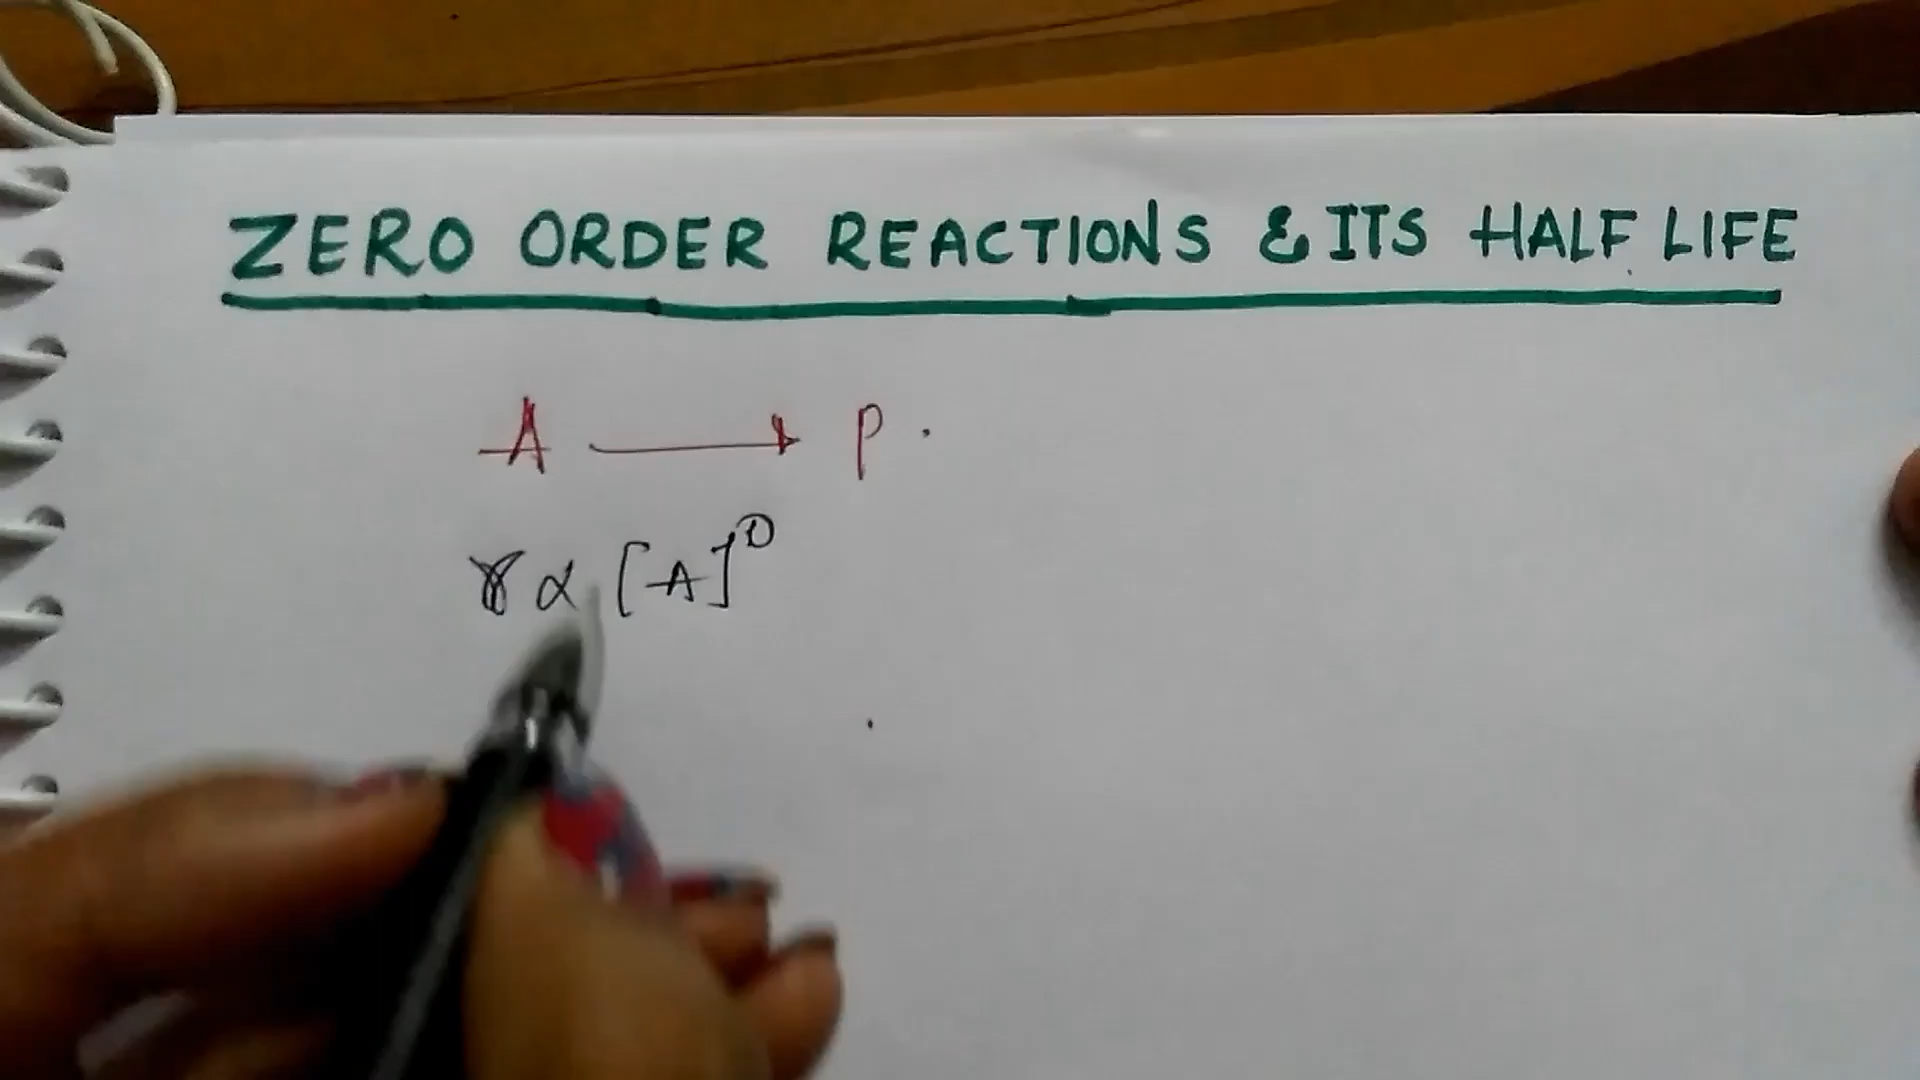 ZERO ORDER REACTIONS & ITS HALF LIFE
A → P.
r α [A]⁰